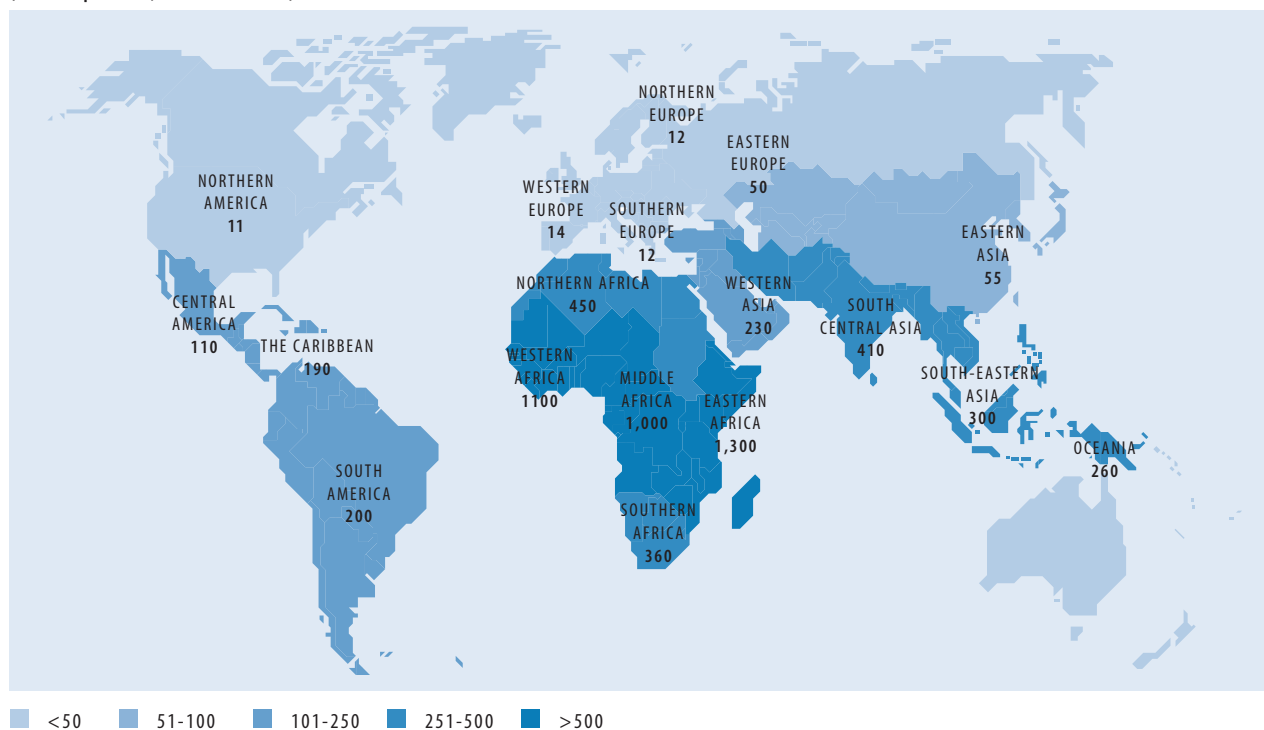 NORTHERN
EUROPE
12
EASTERN
EUROPE
50
NORTHERN
AMERICA
11
WESTERN
EUROPE
14
SOUTHERN
EUROPE
12
EASTERN
ASIA
55
NORTHERN AFRICA
450
WESTERN
ASIA
230
CENTRAL
AMERICA
110
SOUTH
CENTRAL ASIA
410
THE CARIBBEAN
190
WESTERN
AFRICA
1100
MIDDLE
AFRICA
1,000
EASTERN
AFRICA
1,300
SOUTH-EASTERN
ASIA
300
OCEANIA
260
SOUTH
AMERICA
200
SOUTHERN
AFRICA
360
<50
51-100
101-250
251-500
>500